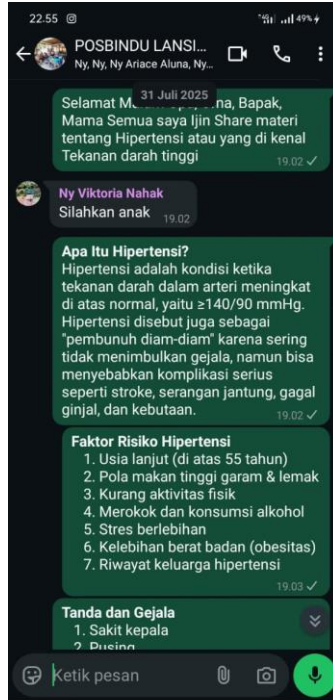 22.55
49%
POSBINDU LANSI...
Ny, Ny, Ny Ariace Aluna, Ny...
31 Juli 2025
Selamat Bapak,
Mama Semua saya Ijin Share materi
tentang Hipertensi atau yang di kenal
Tekanan darah tinggi
19.02
Ny Viktoria Nahak
Silahkan anak 19.02
Apa Itu Hipertensi?
Hipertensi adalah kondisi ketika
tekanan darah dalam arteri meningkat
di atas normal, yaitu ≥140/90 mmHg.
Hipertensi disebut juga sebagai
"pembunuh diam-diam" karena sering
tidak menimbulkan gejala, namun bisa
menyebabkan komplikasi serius
seperti stroke, serangan jantung, gagal
ginjal, dan kebutaan.
19.02
Faktor Risiko Hipertensi
1. Usia lanjut (di atas 55 tahun)
2. Pola makan tinggi garam & lemak
3. Kurang aktivitas fisik
4. Merokok dan konsumsi alkohol
5. Stres berlebihan
6. Kelebihan berat badan (obesitas)
7. Riwayat keluarga hipertensi
19.03
Tanda dan Gejala
1. Sakit kepala
2. Pusing
Ketik pesan